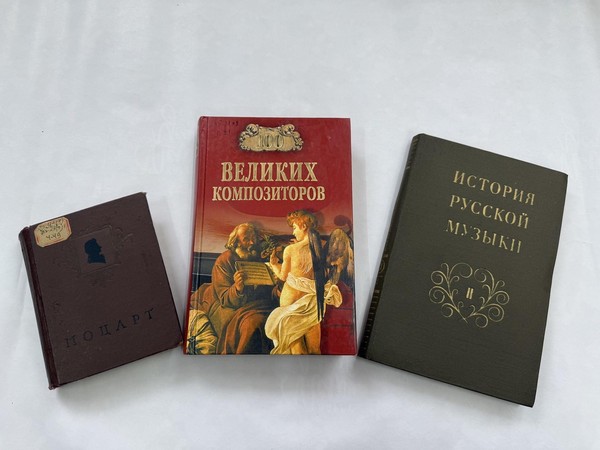 МОЦАРТ
100
ВЕЛИКИХ
КОМПОЗИТОРОВ
ИСТОРИЯ
РУССКОЙ
МУЗЫКИ
II